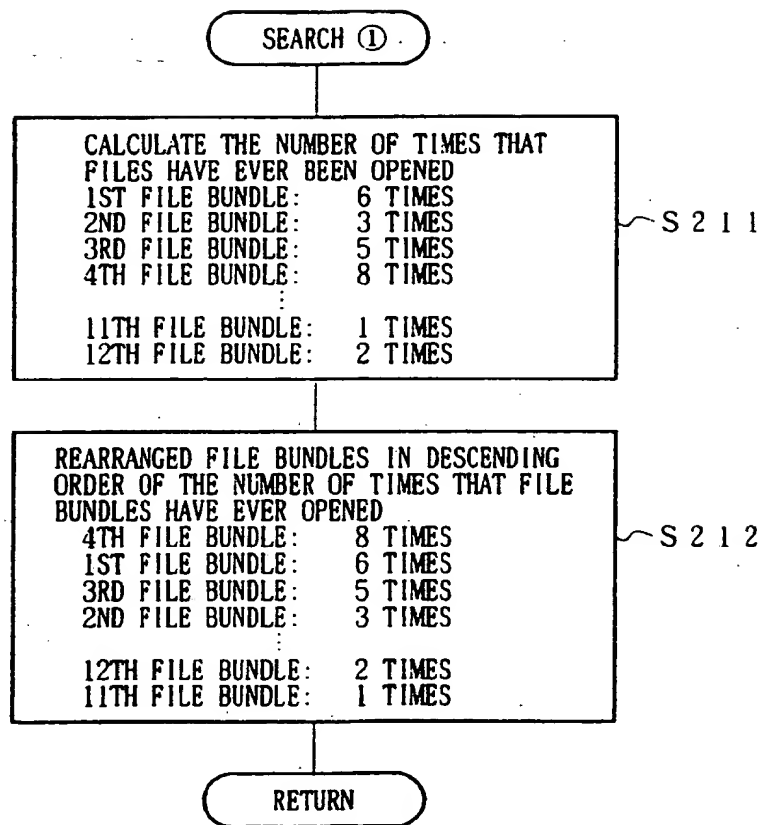 SEARCH ①
CALCULATE THE NUMBER OF TIMES THAT
FILES HAVE EVER BEEN OPENED
1ST FILE BUNDLE: 6 TIMES
2ND FILE BUNDLE: 3 TIMES
3RD FILE BUNDLE: 5 TIMES
4TH FILE BUNDLE: 8 TIMES
⋮
11TH FILE BUNDLE: 1 TIMES
12TH FILE BUNDLE: 2 TIMES
S211
REARRANGED FILE BUNDLES IN DESCENDING
ORDER OF THE NUMBER OF TIMES THAT FILE
BUNDLES HAVE EVER OPENED
4TH FILE BUNDLE: 8 TIMES
1ST FILE BUNDLE: 6 TIMES
3RD FILE BUNDLE: 5 TIMES
2ND FILE BUNDLE: 3 TIMES
⋮
12TH FILE BUNDLE: 2 TIMES
11TH FILE BUNDLE: 1 TIMES
S212
RETURN